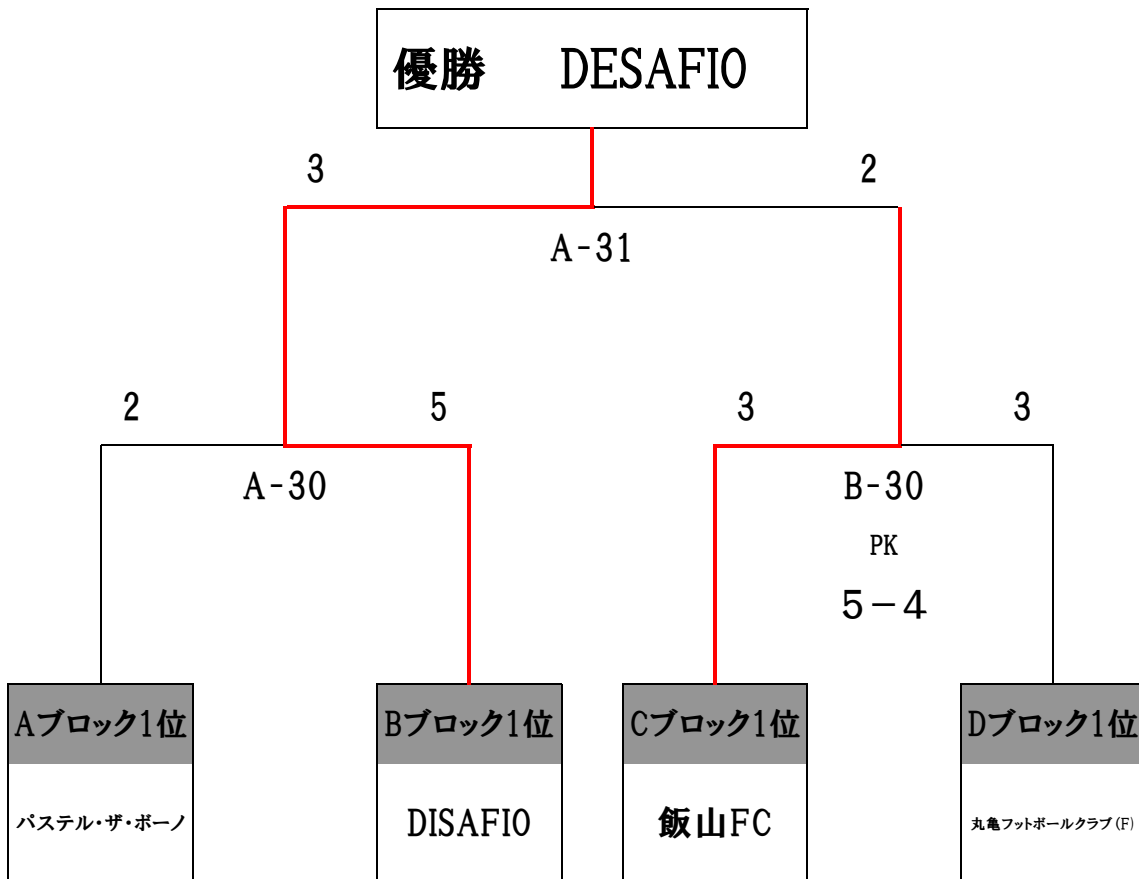 優勝 DESAFIO
3 2
A-31
2 5 3 3
A-30 B-30
PK
5－4
Aブロック1位 Bブロック1位 Cブロック1位 Dブロック1位
パステル・ザ・ボーノ DISAFIO 飯山FC 丸亀フットボールクラブ(F)